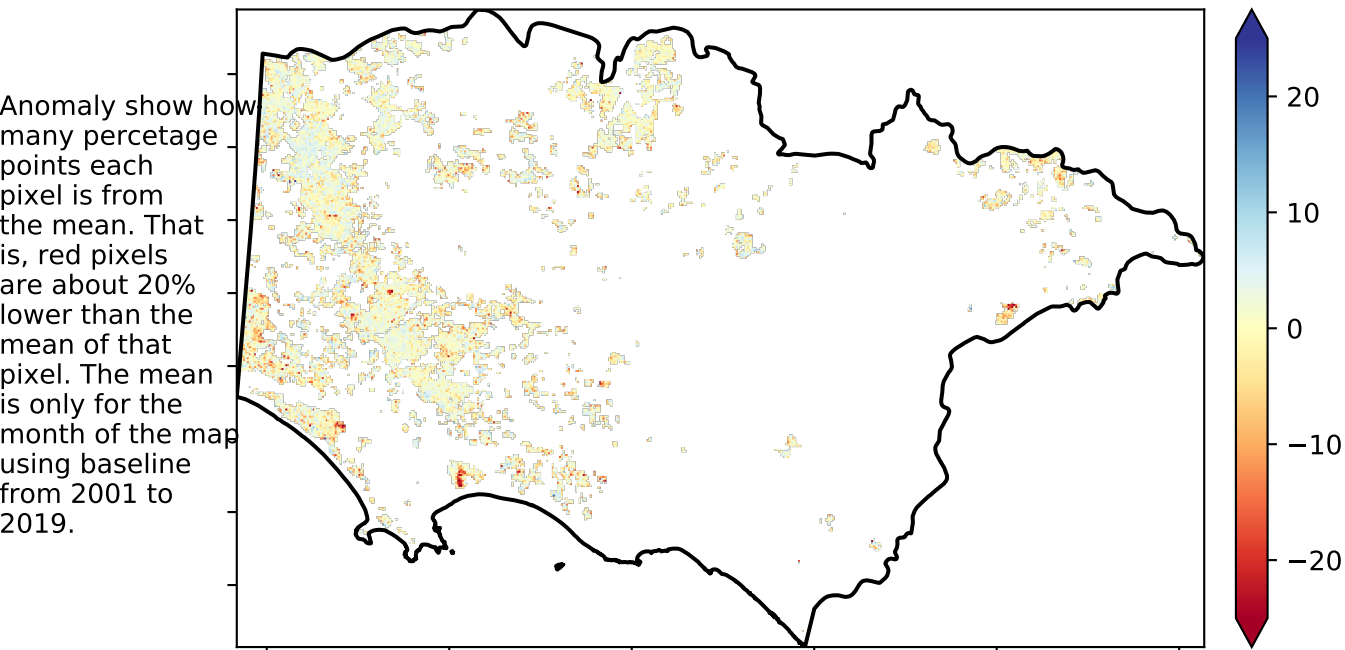 Anomaly show how
many percetage
points each
pixel is from
the mean. That
is, red pixels
are about 20%
lower than the
mean of that
pixel. The mean
is only for the
month of the map
using baseline
from 2001 to
2019.
20
10
0
−10
−20